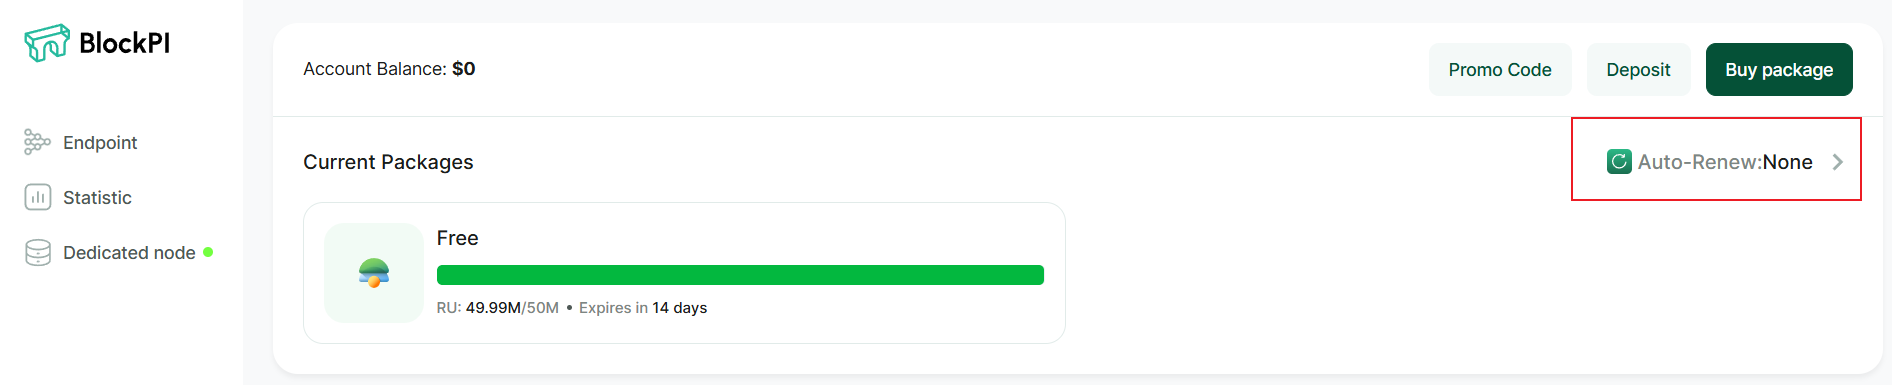 BlockPI
Account Balance: $0
Promo Code
Deposit
Buy package
Endpoint
Statistic
Dedicated node
Current Packages
Auto-Renew:None
Free
RU: 49.99M/50M • Expires in 14 days